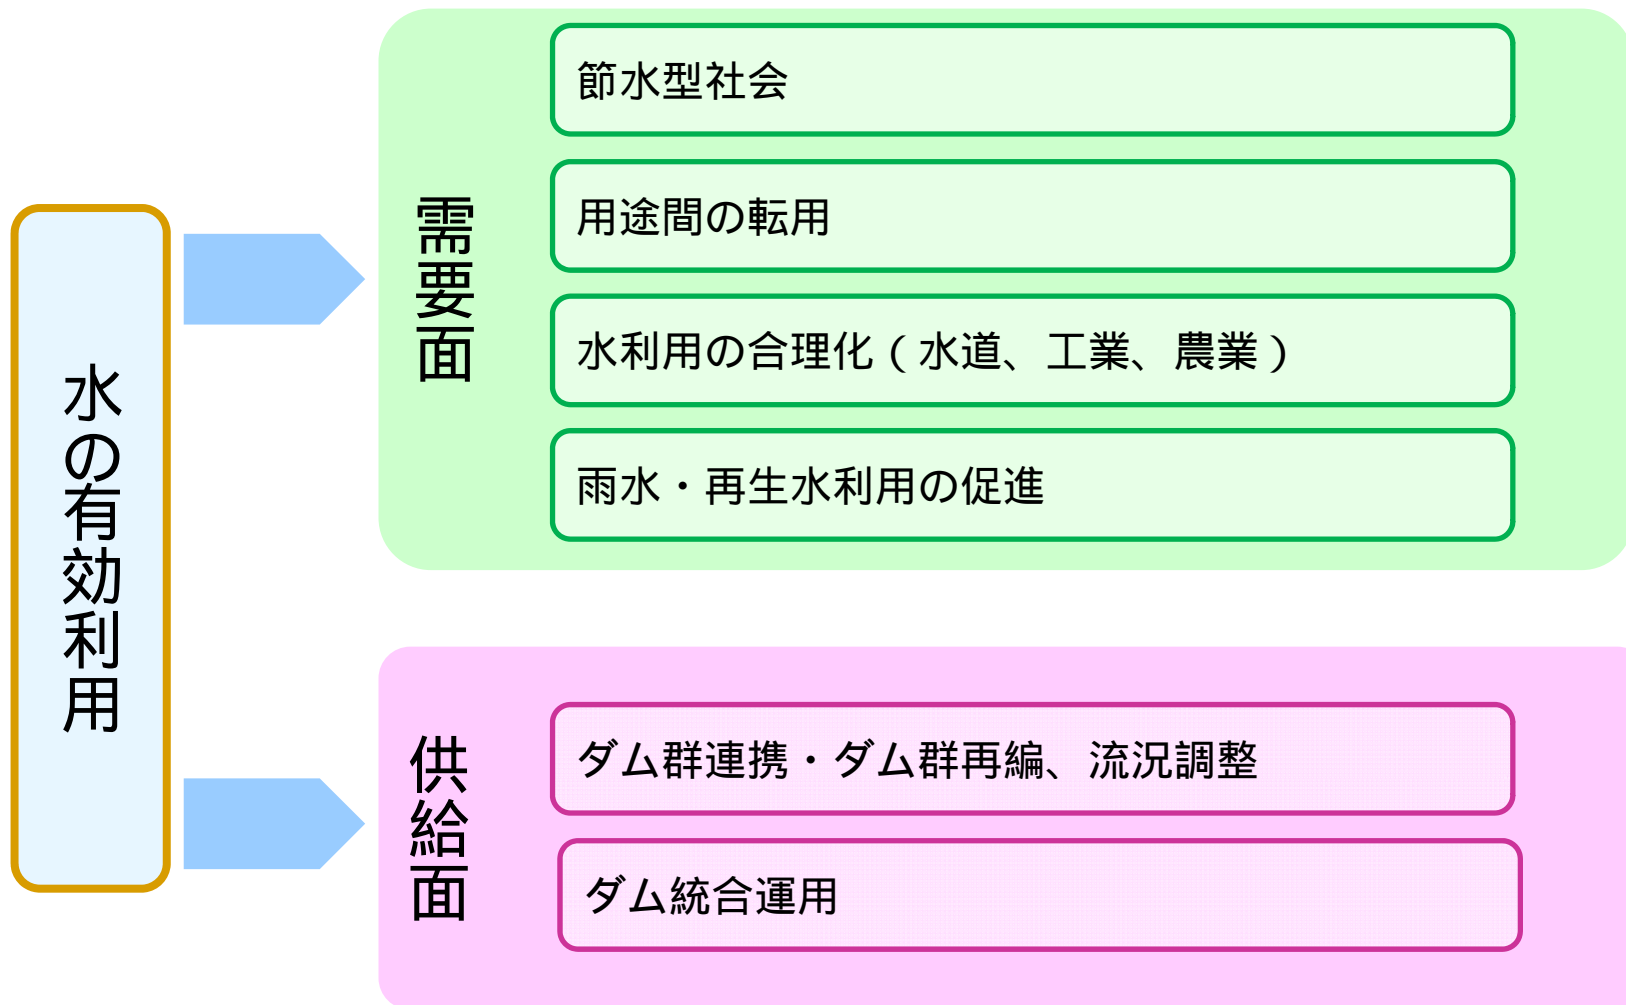 水の有効利用
需要面
節水型社会
用途間の転用
水利用の合理化（水道、工業、農業）
雨水・再生水利用の促進
供給面
ダム群連携・ダム群再編、流況調整
ダム統合運用